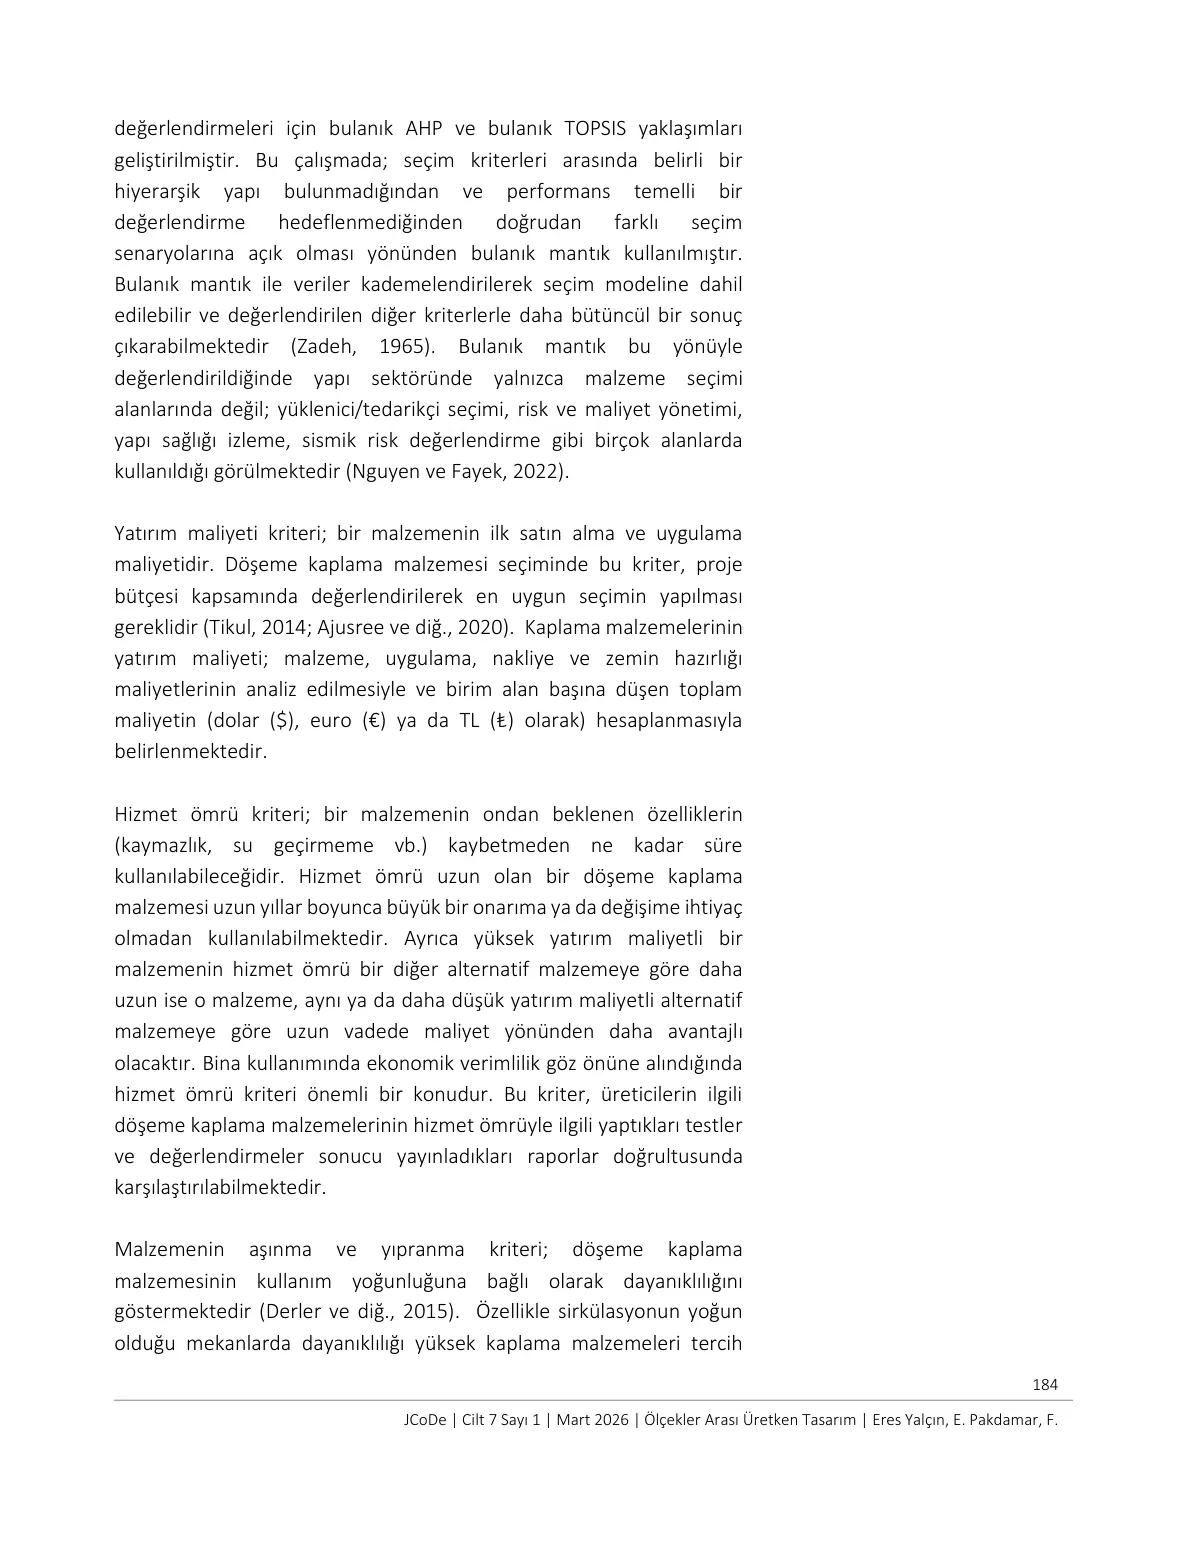 değerlendirmeleri için bulanık AHP ve bulanık TOPSIS yaklaşımları
geliştirilmiştir. Bu çalışmada; seçim kriterleri arasında belirli bir
hiyerarşik yapı bulunmadığından ve performans temelli bir
değerlendirme hedeflenmediğinden doğrudan farklı seçim
senaryolarına açık olması yönünden bulanık mantık kullanılmıştır.
Bulanık mantık ile veriler kademelendirilerek seçim modeline dahil
edilebilir ve değerlendirilen diğer kriterlerle daha bütüncül bir sonuç
çıkarabilmektedir (Zadeh, 1965). Bulanık mantık bu yönüyle
değerlendirildiğinde yapı sektöründe yalnızca malzeme seçimi
alanlarında değil; yüklenici/tedarikçi seçimi, risk ve maliyet yönetimi,
yapı sağlığı izleme, sismik risk değerlendirme gibi birçok alanlarda
kullanıldığı görülmektedir (Nguyen ve Fayek, 2022).
Yatırım maliyeti kriteri; bir malzemenin ilk satın alma ve uygulama
maliyetidir. Döşeme kaplama malzemesi seçiminde bu kriter, proje
bütçesi kapsamında değerlendirilerek en uygun seçimin yapılması
gereklidir (Tikul, 2014; Ajusree ve diğ., 2020). Kaplama malzemelerinin
yatırım maliyeti; malzeme, uygulama, nakliye ve zemin hazırlığı
maliyetlerinin analiz edilmesiyle ve birim alan başına düşen toplam
maliyetin (dolar ($), euro (€) ya da TL (₺) olarak) hesaplanmasıyla
belirlenmektedir.
Hizmet ömrü kriteri; bir malzemenin ondan beklenen özelliklerin
(kaymazlık, su geçirmeme vb.) kaybetmeden ne kadar süre
kullanılabileceğidir. Hizmet ömrü uzun olan bir döşeme kaplama
malzemesi uzun yıllar boyunca büyük bir onarıma ya da değişime ihtiyaç
olmadan kullanılabilmektedir. Ayrıca yüksek yatırım maliyetli bir
malzemenin hizmet ömrü bir diğer alternatif malzemeye göre daha
uzun ise o malzeme, aynı ya da daha düşük yatırım maliyetli alternatif
malzemeye göre uzun vadede maliyet yönünden daha avantajlı
olacaktır. Bina kullanımında ekonomik verimlilik göz önüne alındığında
hizmet ömrü kriteri önemli bir konudur. Bu kriter, üreticilerin ilgili
döşeme kaplama malzemelerinin hizmet ömrüyle ilgili yaptıkları testler
ve değerlendirmeler sonucu yayınladıkları raporlar doğrultusunda
karşılaştırılabilmektedir.
Malzemenin aşınma ve yıpranma kriteri; döşeme kaplama
malzemesinin kullanım yoğunluğuna bağlı olarak dayanıklılığını
göstermektedir (Derler ve diğ., 2015). Özellikle sirkülasyonun yoğun
olduğu mekanlarda dayanıklılığı yüksek kaplama malzemeleri tercih
184
JCoDe | Cilt 7 Sayı 1 | Mart 2026 | Ölçekler Arası Üretken Tasarım | Eres Yalçın, E. Pakdamar, F.